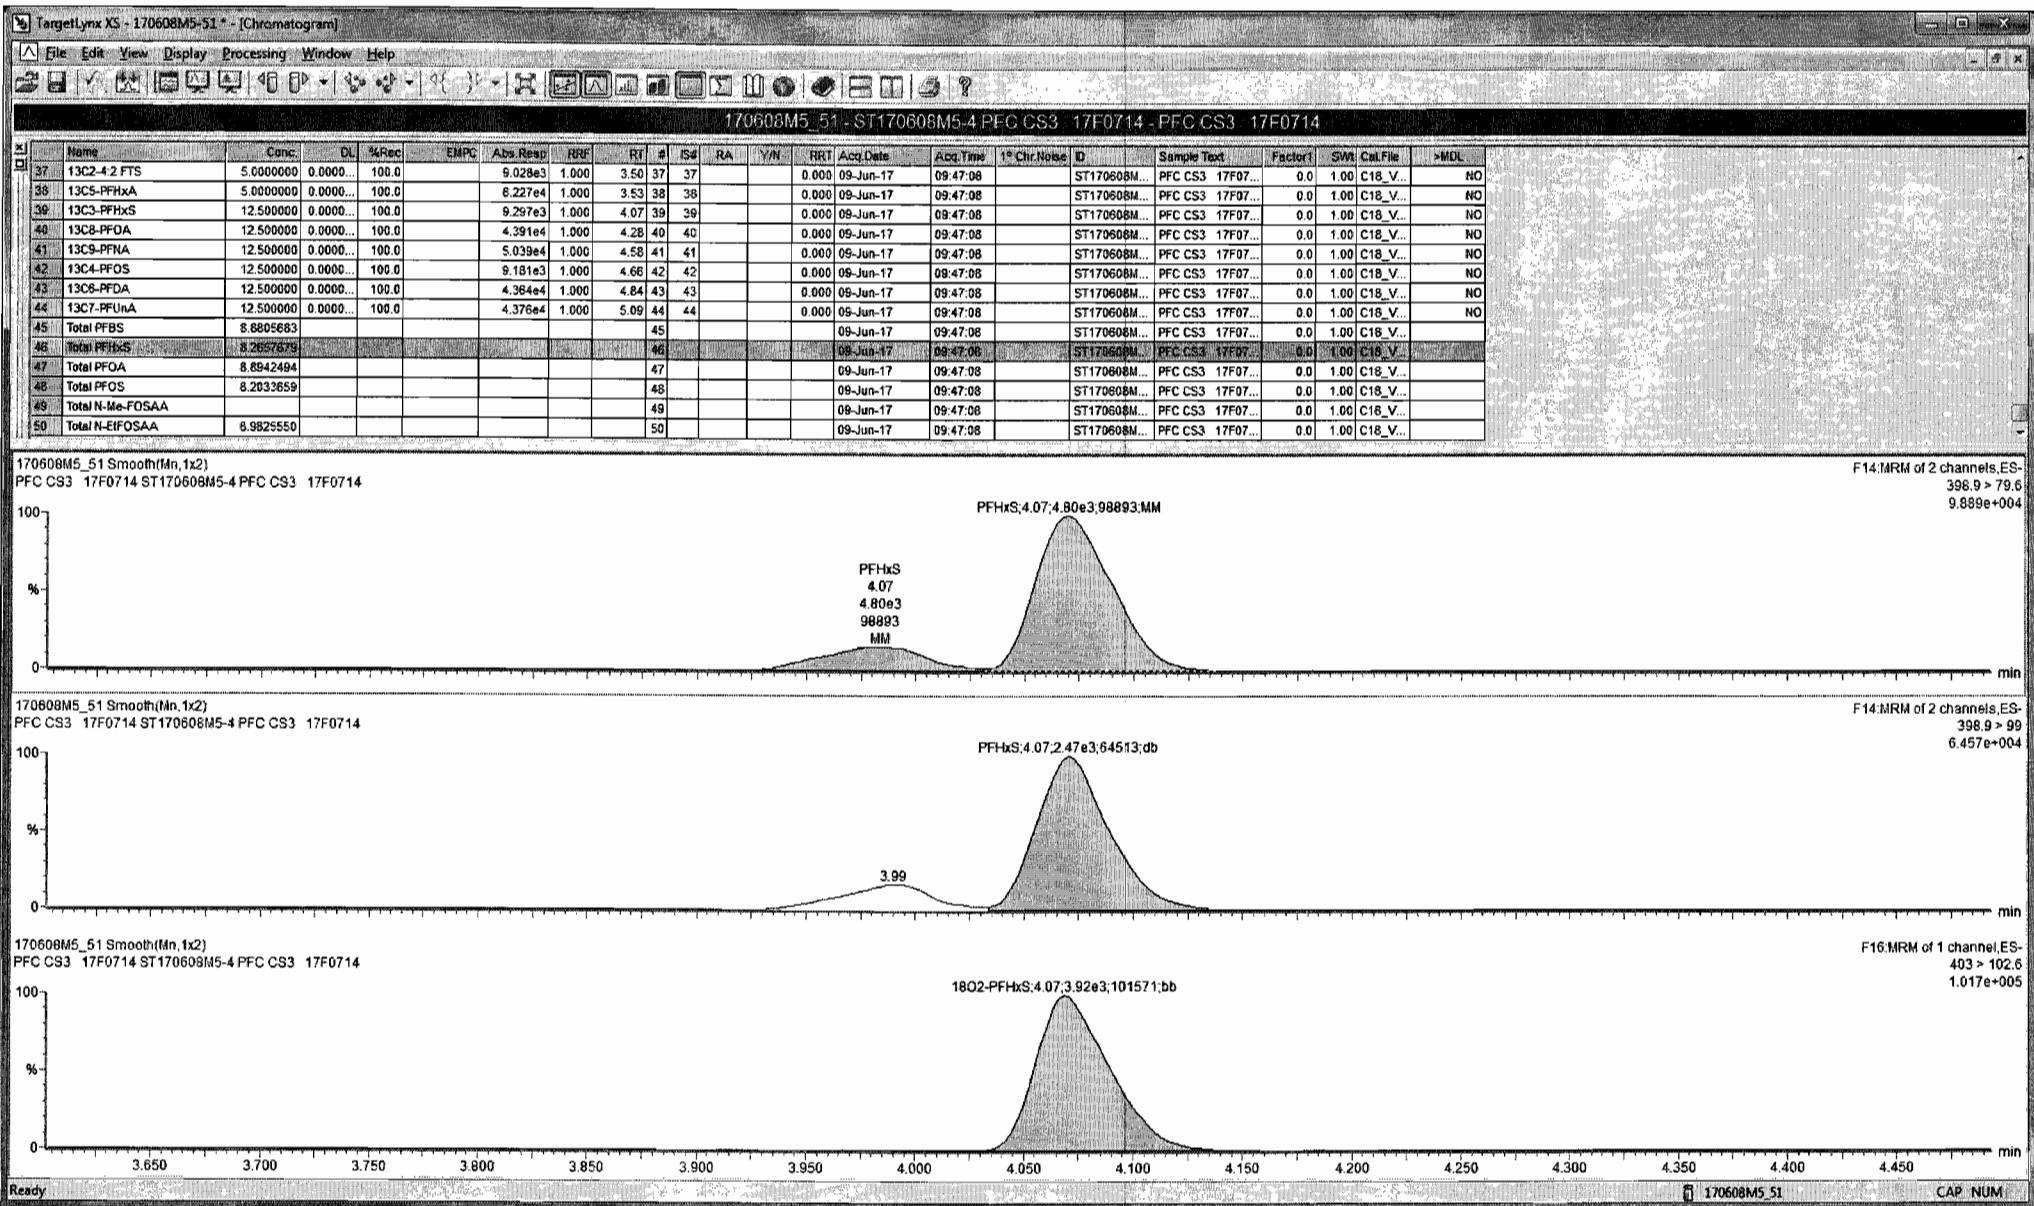 TargetLynx XS - 170608M5-51 * - [Chromatogram]
File Edit View Display Processing Window Help
170608M5_51 - ST170608M5-4 PFC CS3 17F0714 - PFC CS3 17F0714
Name Conc. DL %Rec EMPC Abs.Resp RRF RT # IS# RA Y/N RRT Acq.Date Acq.Time 1° Chr.Noise ID Sample Text Factor1 SWt Cal.File >MDL
37 13C2-4:2 FTS 5.0000000 0.0000... 100.0 9.028e3 1.000 3.50 37 37 0.000 09-Jun-17 09:47:08 ST170608M... PFC CS3 17F07... 0.0 1.00 C18_V... NO
38 13C5-PFHxA 5.0000000 0.0000... 100.0 8.227e4 1.000 3.53 38 38 0.000 09-Jun-17 09:47:08 ST170608M... PFC CS3 17F07... 0.0 1.00 C18_V... NO
39 13C3-PFHxS 12.500000 0.0000... 100.0 9.297e3 1.000 4.07 39 39 0.000 09-Jun-17 09:47:08 ST170608M... PFC CS3 17F07... 0.0 1.00 C18_V... NO
40 13C8-PFOA 12.500000 0.0000... 100.0 4.391e4 1.000 4.28 40 40 0.000 09-Jun-17 09:47:08 ST170608M... PFC CS3 17F07... 0.0 1.00 C18_V... NO
41 13C9-PFNA 12.500000 0.0000... 100.0 5.039e4 1.000 4.58 41 41 0.000 09-Jun-17 09:47:08 ST170608M... PFC CS3 17F07... 0.0 1.00 C18_V... NO
42 13C4-PFOS 12.500000 0.0000... 100.0 9.181e3 1.000 4.66 42 42 0.000 09-Jun-17 09:47:08 ST170608M... PFC CS3 17F07... 0.0 1.00 C18_V... NO
43 13C6-PFDA 12.500000 0.0000... 100.0 4.364e4 1.000 4.84 43 43 0.000 09-Jun-17 09:47:08 ST170608M... PFC CS3 17F07... 0.0 1.00 C18_V... NO
44 13C7-PFUnA 12.500000 0.0000... 100.0 4.376e4 1.000 5.09 44 44 0.000 09-Jun-17 09:47:08 ST170608M... PFC CS3 17F07... 0.0 1.00 C18_V... NO
45 Total PFBS 8.6805683 45 09-Jun-17 09:47:08 ST170608M... PFC CS3 17F07... 0.0 1.00 C18_V...
46 Total PFHxS 8.2657679 46 09-Jun-17 09:47:08 ST170608M... PFC CS3 17F07... 0.0 1.00 C18_V...
47 Total PFOA 8.6942494 47 09-Jun-17 09:47:08 ST170608M... PFC CS3 17F07... 0.0 1.00 C18_V...
48 Total PFOS 8.2033659 48 09-Jun-17 09:47:08 ST170608M... PFC CS3 17F07... 0.0 1.00 C18_V...
49 Total N-Me-FOSAA 49 09-Jun-17 09:47:08 ST170608M... PFC CS3 17F07... 0.0 1.00 C18_V...
50 Total N-EtFOSAA 6.9825550 50 09-Jun-17 09:47:08 ST170608M... PFC CS3 17F07... 0.0 1.00 C18_V...
170608M5_51 Smooth(Mn,1x2)
PFC CS3 17F0714 ST170608M5-4 PFC CS3 17F0714
F14:MRM of 2 channels,ES-
398.9 > 79.6
9.889e+004
100
%
0
PFHxS;4.07;4.80e3;98893;MM
PFHxS
4.07
4.80e3
98893
MM
min
170608M5_51 Smooth(Mn,1x2)
PFC CS3 17F0714 ST170608M5-4 PFC CS3 17F0714
F14:MRM of 2 channels,ES-
398.9 > 99
6.457e+004
100
%
0
PFHxS;4.07;2.47e3;64513;db
3.99
min
170608M5_51 Smooth(Mn,1x2)
PFC CS3 17F0714 ST170608M5-4 PFC CS3 17F0714
F16:MRM of 1 channel,ES-
403 > 102.6
1.017e+005
100
%
0
18O2-PFHxS;4.07;3.92e3;101571;bb
min
3.650 3.700 3.750 3.800 3.850 3.900 3.950 4.000 4.050 4.100 4.150 4.200 4.250 4.300 4.350 4.400 4.450
Ready 170608M5_51 CAP NUM